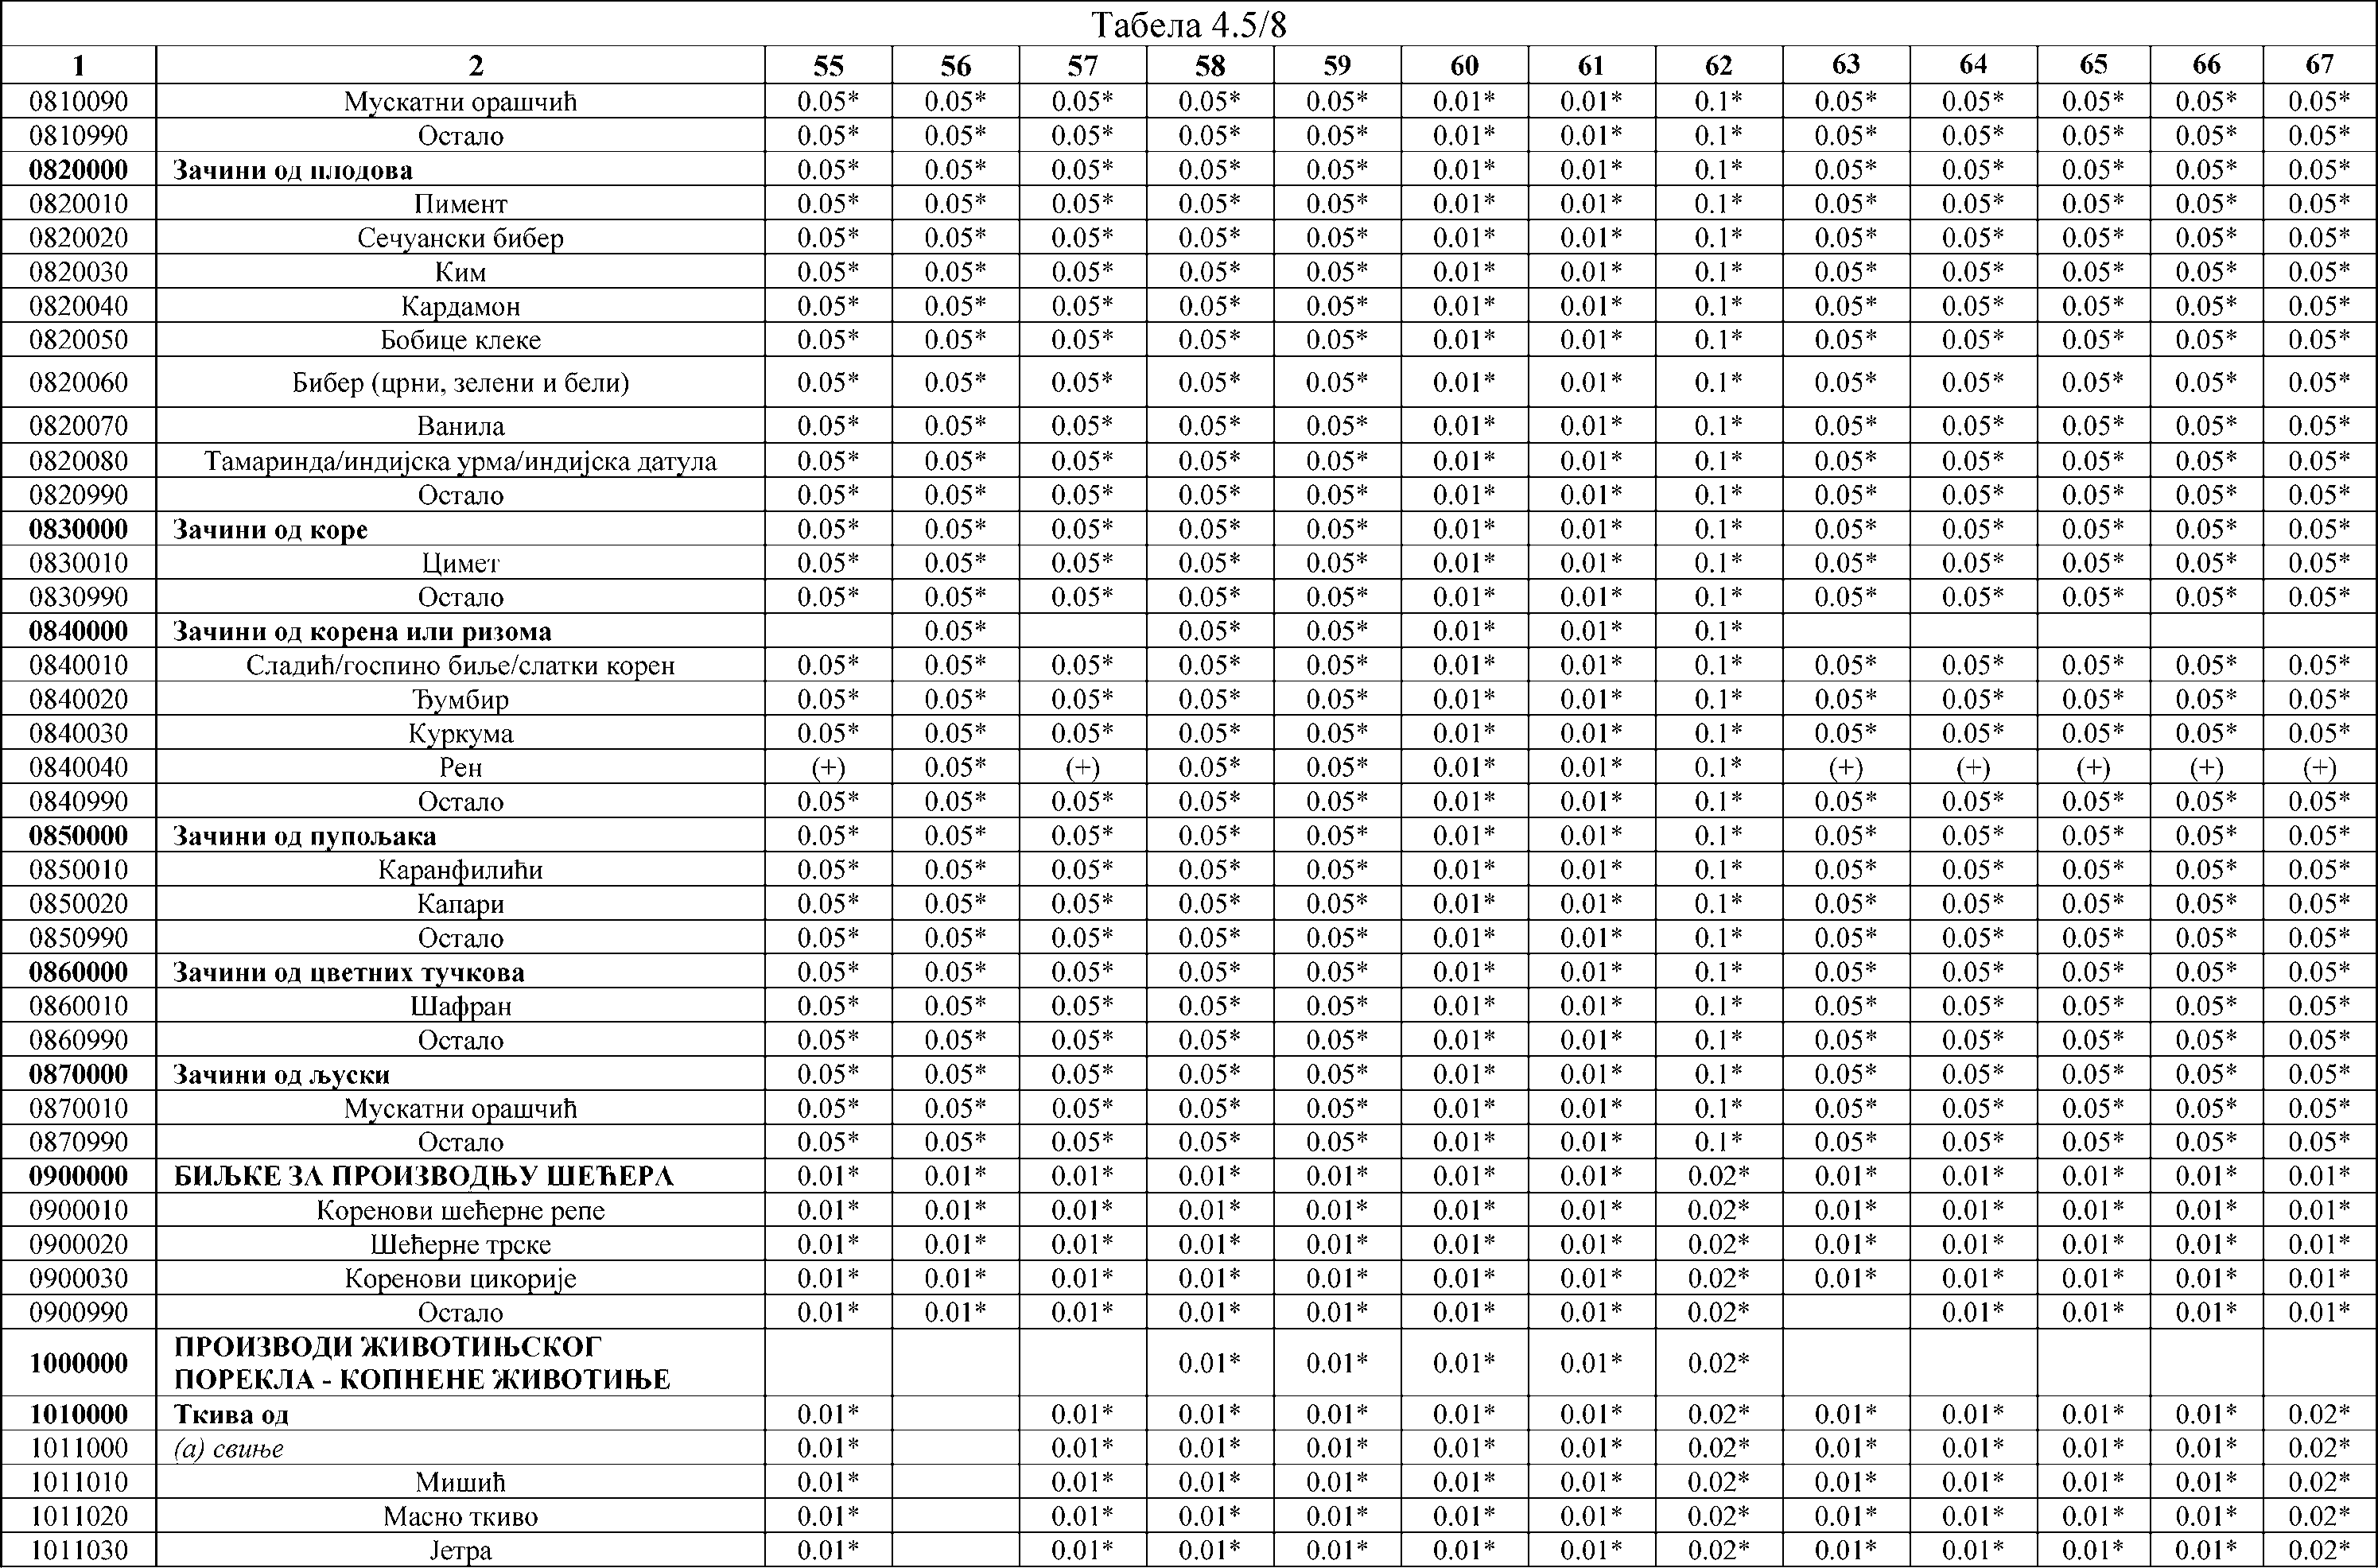 Табела 4.5/8
1 2 55 56 57 58 59 60 61 62 63 64 65 66 67
0810090 Мускатни орашчић 0.05* 0.05* 0.05* 0.05* 0.05* 0.01* 0.01* 0.1* 0.05* 0.05* 0.05* 0.05* 0.05*
0810990 Остало 0.05* 0.05* 0.05* 0.05* 0.05* 0.01* 0.01* 0.1* 0.05* 0.05* 0.05* 0.05* 0.05*
0820000 Зачини од плодова 0.05* 0.05* 0.05* 0.05* 0.05* 0.01* 0.01* 0.1* 0.05* 0.05* 0.05* 0.05* 0.05*
0820010 Пимент 0.05* 0.05* 0.05* 0.05* 0.05* 0.01* 0.01* 0.1* 0.05* 0.05* 0.05* 0.05* 0.05*
0820020 Сечуански бибер 0.05* 0.05* 0.05* 0.05* 0.05* 0.01* 0.01* 0.1* 0.05* 0.05* 0.05* 0.05* 0.05*
0820030 Ким 0.05* 0.05* 0.05* 0.05* 0.05* 0.01* 0.01* 0.1* 0.05* 0.05* 0.05* 0.05* 0.05*
0820040 Кардамон 0.05* 0.05* 0.05* 0.05* 0.05* 0.01* 0.01* 0.1* 0.05* 0.05* 0.05* 0.05* 0.05*
0820050 Бобице клеке 0.05* 0.05* 0.05* 0.05* 0.05* 0.01* 0.01* 0.1* 0.05* 0.05* 0.05* 0.05* 0.05*
0820060 Бибер (црни, зелени и бели) 0.05* 0.05* 0.05* 0.05* 0.05* 0.01* 0.01* 0.1* 0.05* 0.05* 0.05* 0.05* 0.05*
0820070 Ванила 0.05* 0.05* 0.05* 0.05* 0.05* 0.01* 0.01* 0.1* 0.05* 0.05* 0.05* 0.05* 0.05*
0820080 Тамаринда/индијска урма/индијска датула 0.05* 0.05* 0.05* 0.05* 0.05* 0.01* 0.01* 0.1* 0.05* 0.05* 0.05* 0.05* 0.05*
0820990 Остало 0.05* 0.05* 0.05* 0.05* 0.05* 0.01* 0.01* 0.1* 0.05* 0.05* 0.05* 0.05* 0.05*
0830000 Зачини од коре 0.05* 0.05* 0.05* 0.05* 0.05* 0.01* 0.01* 0.1* 0.05* 0.05* 0.05* 0.05* 0.05*
0830010 Цимет 0.05* 0.05* 0.05* 0.05* 0.05* 0.01* 0.01* 0.1* 0.05* 0.05* 0.05* 0.05* 0.05*
0830990 Остало 0.05* 0.05* 0.05* 0.05* 0.05* 0.01* 0.01* 0.1* 0.05* 0.05* 0.05* 0.05* 0.05*
0840000 Зачини од корена или ризома 0.05* 0.05* 0.05* 0.01* 0.01* 0.1*
0840010 Сладић/госпино биље/слатки корен 0.05* 0.05* 0.05* 0.05* 0.05* 0.01* 0.01* 0.1* 0.05* 0.05* 0.05* 0.05* 0.05*
0840020 Ђумбир 0.05* 0.05* 0.05* 0.05* 0.05* 0.01* 0.01* 0.1* 0.05* 0.05* 0.05* 0.05* 0.05*
0840030 Куркума 0.05* 0.05* 0.05* 0.05* 0.05* 0.01* 0.01* 0.1* 0.05* 0.05* 0.05* 0.05* 0.05*
0840040 Рен (+) 0.05* (+) 0.05* 0.05* 0.01* 0.01* 0.1* (+) (+) (+) (+) (+)
0840990 Остало 0.05* 0.05* 0.05* 0.05* 0.05* 0.01* 0.01* 0.1* 0.05* 0.05* 0.05* 0.05* 0.05*
0850000 Зачини од пупољака 0.05* 0.05* 0.05* 0.05* 0.05* 0.01* 0.01* 0.1* 0.05* 0.05* 0.05* 0.05* 0.05*
0850010 Каранфилићи 0.05* 0.05* 0.05* 0.05* 0.05* 0.01* 0.01* 0.1* 0.05* 0.05* 0.05* 0.05* 0.05*
0850020 Капари 0.05* 0.05* 0.05* 0.05* 0.05* 0.01* 0.01* 0.1* 0.05* 0.05* 0.05* 0.05* 0.05*
0850990 Остало 0.05* 0.05* 0.05* 0.05* 0.05* 0.01* 0.01* 0.1* 0.05* 0.05* 0.05* 0.05* 0.05*
0860000 Зачини од цветних тучкова 0.05* 0.05* 0.05* 0.05* 0.05* 0.01* 0.01* 0.1* 0.05* 0.05* 0.05* 0.05* 0.05*
0860010 Шафран 0.05* 0.05* 0.05* 0.05* 0.05* 0.01* 0.01* 0.1* 0.05* 0.05* 0.05* 0.05* 0.05*
0860990 Остало 0.05* 0.05* 0.05* 0.05* 0.05* 0.01* 0.01* 0.1* 0.05* 0.05* 0.05* 0.05* 0.05*
0870000 Зачини од љуски 0.05* 0.05* 0.05* 0.05* 0.05* 0.01* 0.01* 0.1* 0.05* 0.05* 0.05* 0.05* 0.05*
0870010 Мускатни орашчић 0.05* 0.05* 0.05* 0.05* 0.05* 0.01* 0.01* 0.1* 0.05* 0.05* 0.05* 0.05* 0.05*
0870990 Остало 0.05* 0.05* 0.05* 0.05* 0.05* 0.01* 0.01* 0.1* 0.05* 0.05* 0.05* 0.05* 0.05*
0900000 БИЉКЕ ЗА ПРОИЗВОДЊУ ШЕЋЕРА 0.01* 0.01* 0.01* 0.01* 0.01* 0.01* 0.01* 0.02* 0.01* 0.01* 0.01* 0.01* 0.01*
0900010 Коренови шећерне репе 0.01* 0.01* 0.01* 0.01* 0.01* 0.01* 0.01* 0.02* 0.01* 0.01* 0.01* 0.01* 0.01*
0900020 Шећерне трске 0.01* 0.01* 0.01* 0.01* 0.01* 0.01* 0.01* 0.02* 0.01* 0.01* 0.01* 0.01* 0.01*
0900030 Коренови цикорије 0.01* 0.01* 0.01* 0.01* 0.01* 0.01* 0.01* 0.02* 0.01* 0.01* 0.01* 0.01* 0.01*
0900990 Остало 0.01* 0.01* 0.01* 0.01* 0.01* 0.01* 0.01* 0.02* 0.01* 0.01* 0.01* 0.01*
1000000 ПРОИЗВОДИ ЖИВОТИЊСКОГ
ПОРЕКЛА - КОПНЕНЕ ЖИВОТИЊЕ 0.01* 0.01* 0.01* 0.01* 0.02*
1010000 Ткива од 0.01* 0.01* 0.01* 0.01* 0.01* 0.01* 0.02* 0.01* 0.01* 0.01* 0.01* 0.02*
1011000 (а) свиње 0.01* 0.01* 0.01* 0.01* 0.01* 0.01* 0.02* 0.01* 0.01* 0.01* 0.01* 0.02*
1011010 Мишић 0.01* 0.01* 0.01* 0.01* 0.01* 0.01* 0.02* 0.01* 0.01* 0.01* 0.01* 0.02*
1011020 Масно ткиво 0.01* 0.01* 0.01* 0.01* 0.01* 0.01* 0.02* 0.01* 0.01* 0.01* 0.01* 0.02*
1011030 Јетра 0.01* 0.01* 0.01* 0.01* 0.01* 0.01* 0.02* 0.01* 0.01* 0.01* 0.01* 0.02*